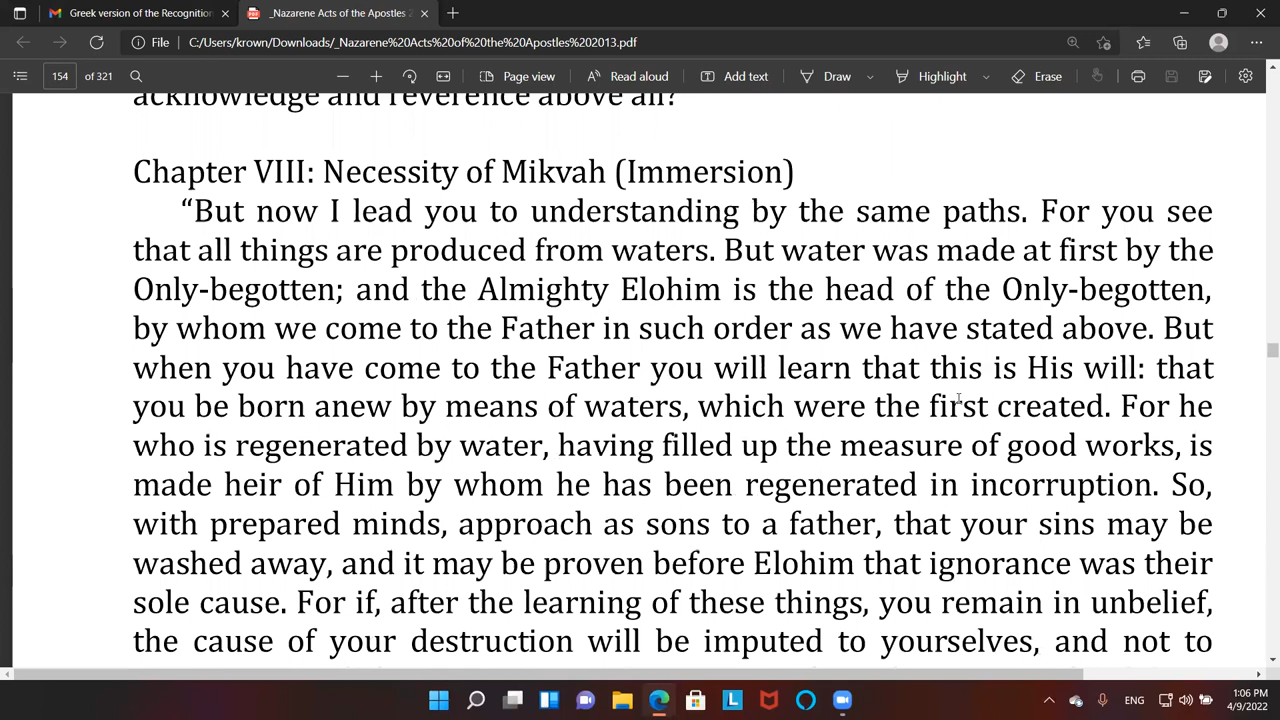 Greek version of the Recognition
_Nazarene Acts of the Apostles 2
File
C:/Users/krown/Downloads/_Nazarene%20Acts%20of%20the%20Apostles%202013.pdf
154 of 321
Page view
Read aloud
Add text
Draw
Highlight
Erase
acknowledge and reverence above all?
Chapter VIII: Necessity of Mikvah (Immersion)
“But now I lead you to understanding by the same paths. For you see
that all things are produced from waters. But water was made at first by the
Only-begotten; and the Almighty Elohim is the head of the Only-begotten,
by whom we come to the Father in such order as we have stated above. But
when you have come to the Father you will learn that this is His will: that
you be born anew by means of waters, which were the first created. For he
who is regenerated by water, having filled up the measure of good works, is
made heir of Him by whom he has been regenerated in incorruption. So,
with prepared minds, approach as sons to a father, that your sins may be
washed away, and it may be proven before Elohim that ignorance was their
sole cause. For if, after the learning of these things, you remain in unbelief,
the cause of your destruction will be imputed to yourselves, and not to
L
ENG
1:06 PM
4/9/2022